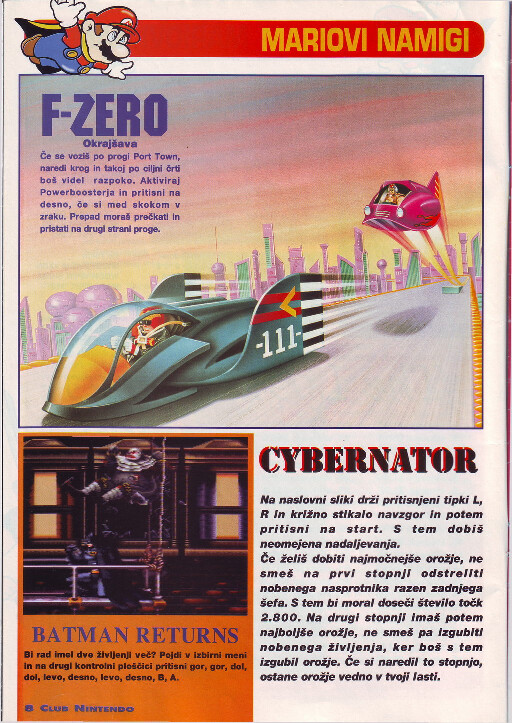 MARIOVI NAMIGI
F-ZERO
Okrajšava
Če se voziš po progi Port Town,
naredi krog in takoj po ciljni črti
boš videl razpoko. Aktiviraj
Powerboosterja in pritisni na
desno, če si med skokom v
zraku. Prepad moraš prečkati in
pristati na drugi strani proge.
-111-
CYBERNATOR
Na naslovni sliki drži pritisnjeni tipki L,
R in križno stikalo navzgor in potem
pritisni na start. S tem dobiš
neomejena nadaljevanja.
Če želiš dobiti najmočnejše orožje, ne
smeš na prvi stopnji odstreliti
nobenega nasprotnika razen zadnjega
šefa. S tem bi moral doseči število točk
2.800. Na drugi stopnji imaš potem
najboljše orožje, ne smeš pa izgubiti
nobenega življenja, ker boš s tem
izgubil orožje. Če si naredil to stopnjo,
ostane orožje vedno v tvoji lasti.
BATMAN RETURNS
Bi rad imel dve življenji več? Pojdi v izbirni meni
in na drugi kontrolni ploščici pritisni gor, gor, dol,
dol, levo, desno, levo, desno, B, A.
8 CLUB NINTENDO